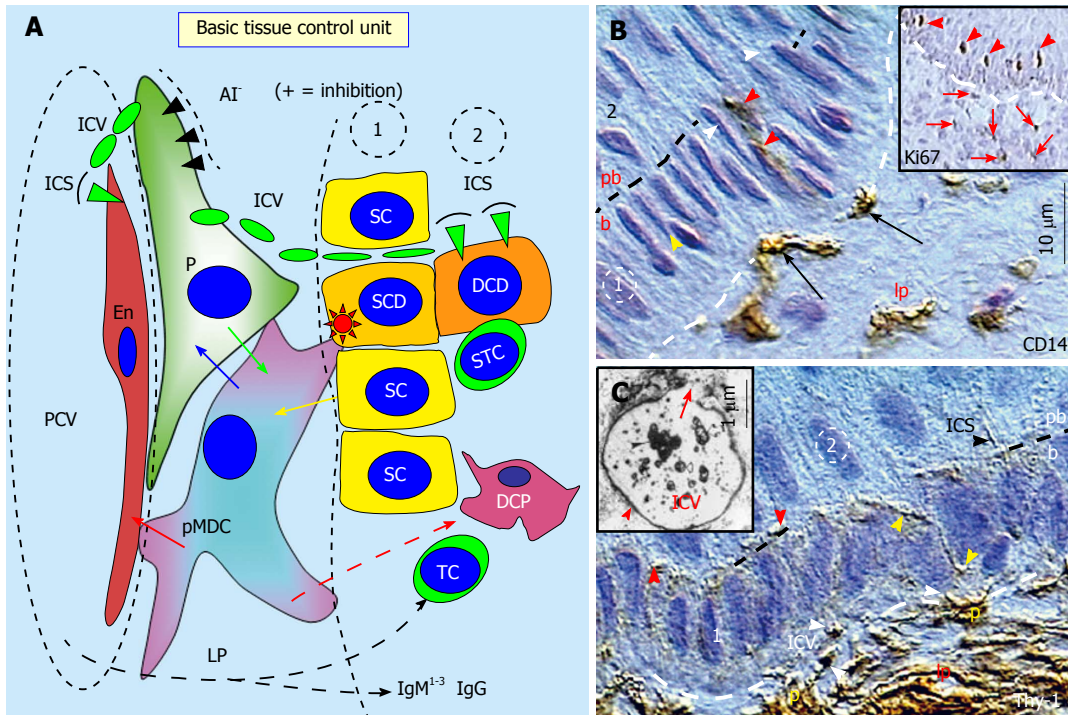 A
Basic tissue control unit
AI-
(+ = inhibition)
ICV
1
2
ICS
ICV
ICS
SC
P
SCD
DCD
En
STC
SC
PCV
SC
DCP
pMDC
TC
LP
IgM1-3 IgG
B
2
pb
b
1
lp
10 μm
CD14
Ki67
C
1 μm
ICV
ICS
pb
b
2
1
ICV
p
p
lp
Thy-1